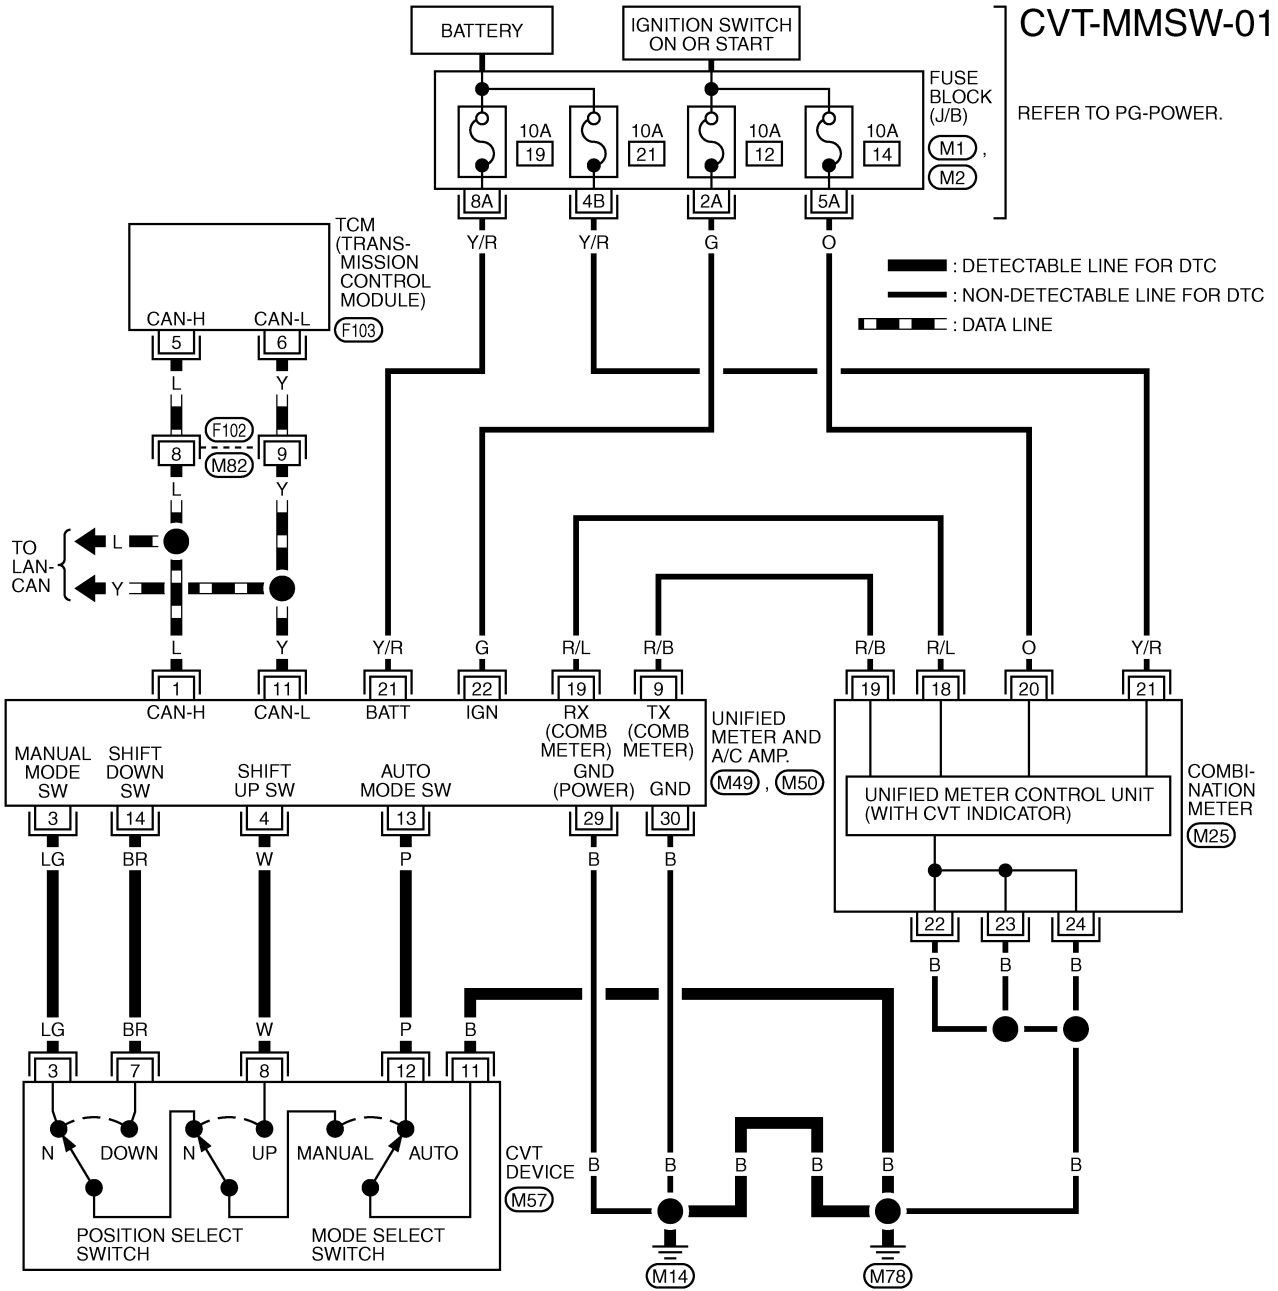 CVT-MMSW-01
BATTERY
IGNITION SWITCH
ON OR START
FUSE
BLOCK
(J/B)
M1 ,
M2
REFER TO PG-POWER.
10A
19
10A
21
10A
12
10A
14
8A
4B
2A
5A
Y/R
Y/R
G
O
TCM
(TRANS-
MISSION
CONTROL
MODULE)
F103
CAN-H
CAN-L
5
6
: DETECTABLE LINE FOR DTC
: NON-DETECTABLE LINE FOR DTC
: DATA LINE
L
Y
F102
8
9
M82
L
Y
TO
LAN-
CAN
L
Y
L
Y
Y/R
G
R/L
R/B
R/B
R/L
O
Y/R
1
11
21
22
19
9
19
18
20
21
CAN-H
CAN-L
BATT
IGN
RX
(COMB
METER)
TX
(COMB
METER)
UNIFIED
METER AND
A/C AMP.
M49 , M50
MANUAL
MODE
SW
SHIFT
DOWN
SW
SHIFT
UP SW
AUTO
MODE SW
GND
(POWER)
GND
UNIFIED METER CONTROL UNIT
(WITH CVT INDICATOR)
COMBI-
NATION
METER
M25
3
14
4
13
29
30
LG
BR
W
P
B
B
22
23
24
B
B
B
LG
BR
W
P
B
3
7
8
12
11
N
DOWN
N
UP
MANUAL
AUTO
POSITION SELECT
SWITCH
MODE SELECT
SWITCH
CVT
DEVICE
M57
B
B
B
B
B
B
M14
M78